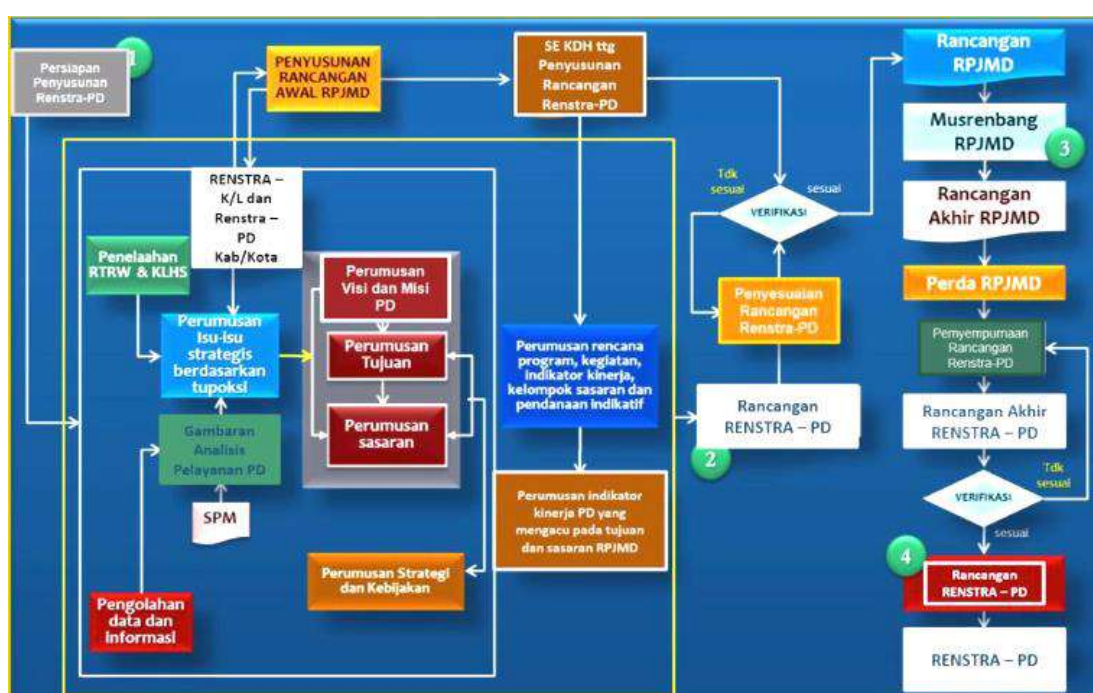 1
Persiapan
Penyusunan
Renstra-PD
PENYUSUNAN
RANCANGAN
AWAL RPJMD
SE KDH ttg
Penyusunan
Rancangan
Renstra-PD
RENSTRA –
K/L dan
Renstra –
PD
Kab/Kota
Penelaahan
RTRW & KLHS
Perumusan
Isu-isu
strategis
berdasarkan
tupoksi
Gambaran
Analisis
Pelayanan PD
SPM
Pengolahan
data dan
informasi
Perumusan
Visi dan Misi
PD
Perumusan
Tujuan
Perumusan
sasaran
Perumusan Strategi
dan Kebijakan
Perumusan rencana
program, kegiatan,
indikator kinerja,
kelompok sasaran dan
pendanaan indikatif
Perumusan indikator
kinerja PD yang
mengacu pada tujuan
dan sasaran RPJMD
Rancangan
RENSTRA – PD
2
Penyesuaian
Rancangan
Renstra-PD
Tdk
sesuai
sesuai
VERIFIKASI
Rancangan
RPJMD
Musrenbang
RPJMD
3
Rancangan
Akhir RPJMD
Perda RPJMD
Penyempurnaan
Rancangan
Renstra-PD
Rancangan Akhir
RENSTRA – PD
Tdk
sesuai
VERIFIKASI
sesuai
4
Rancangan
RENSTRA – PD
RENSTRA – PD